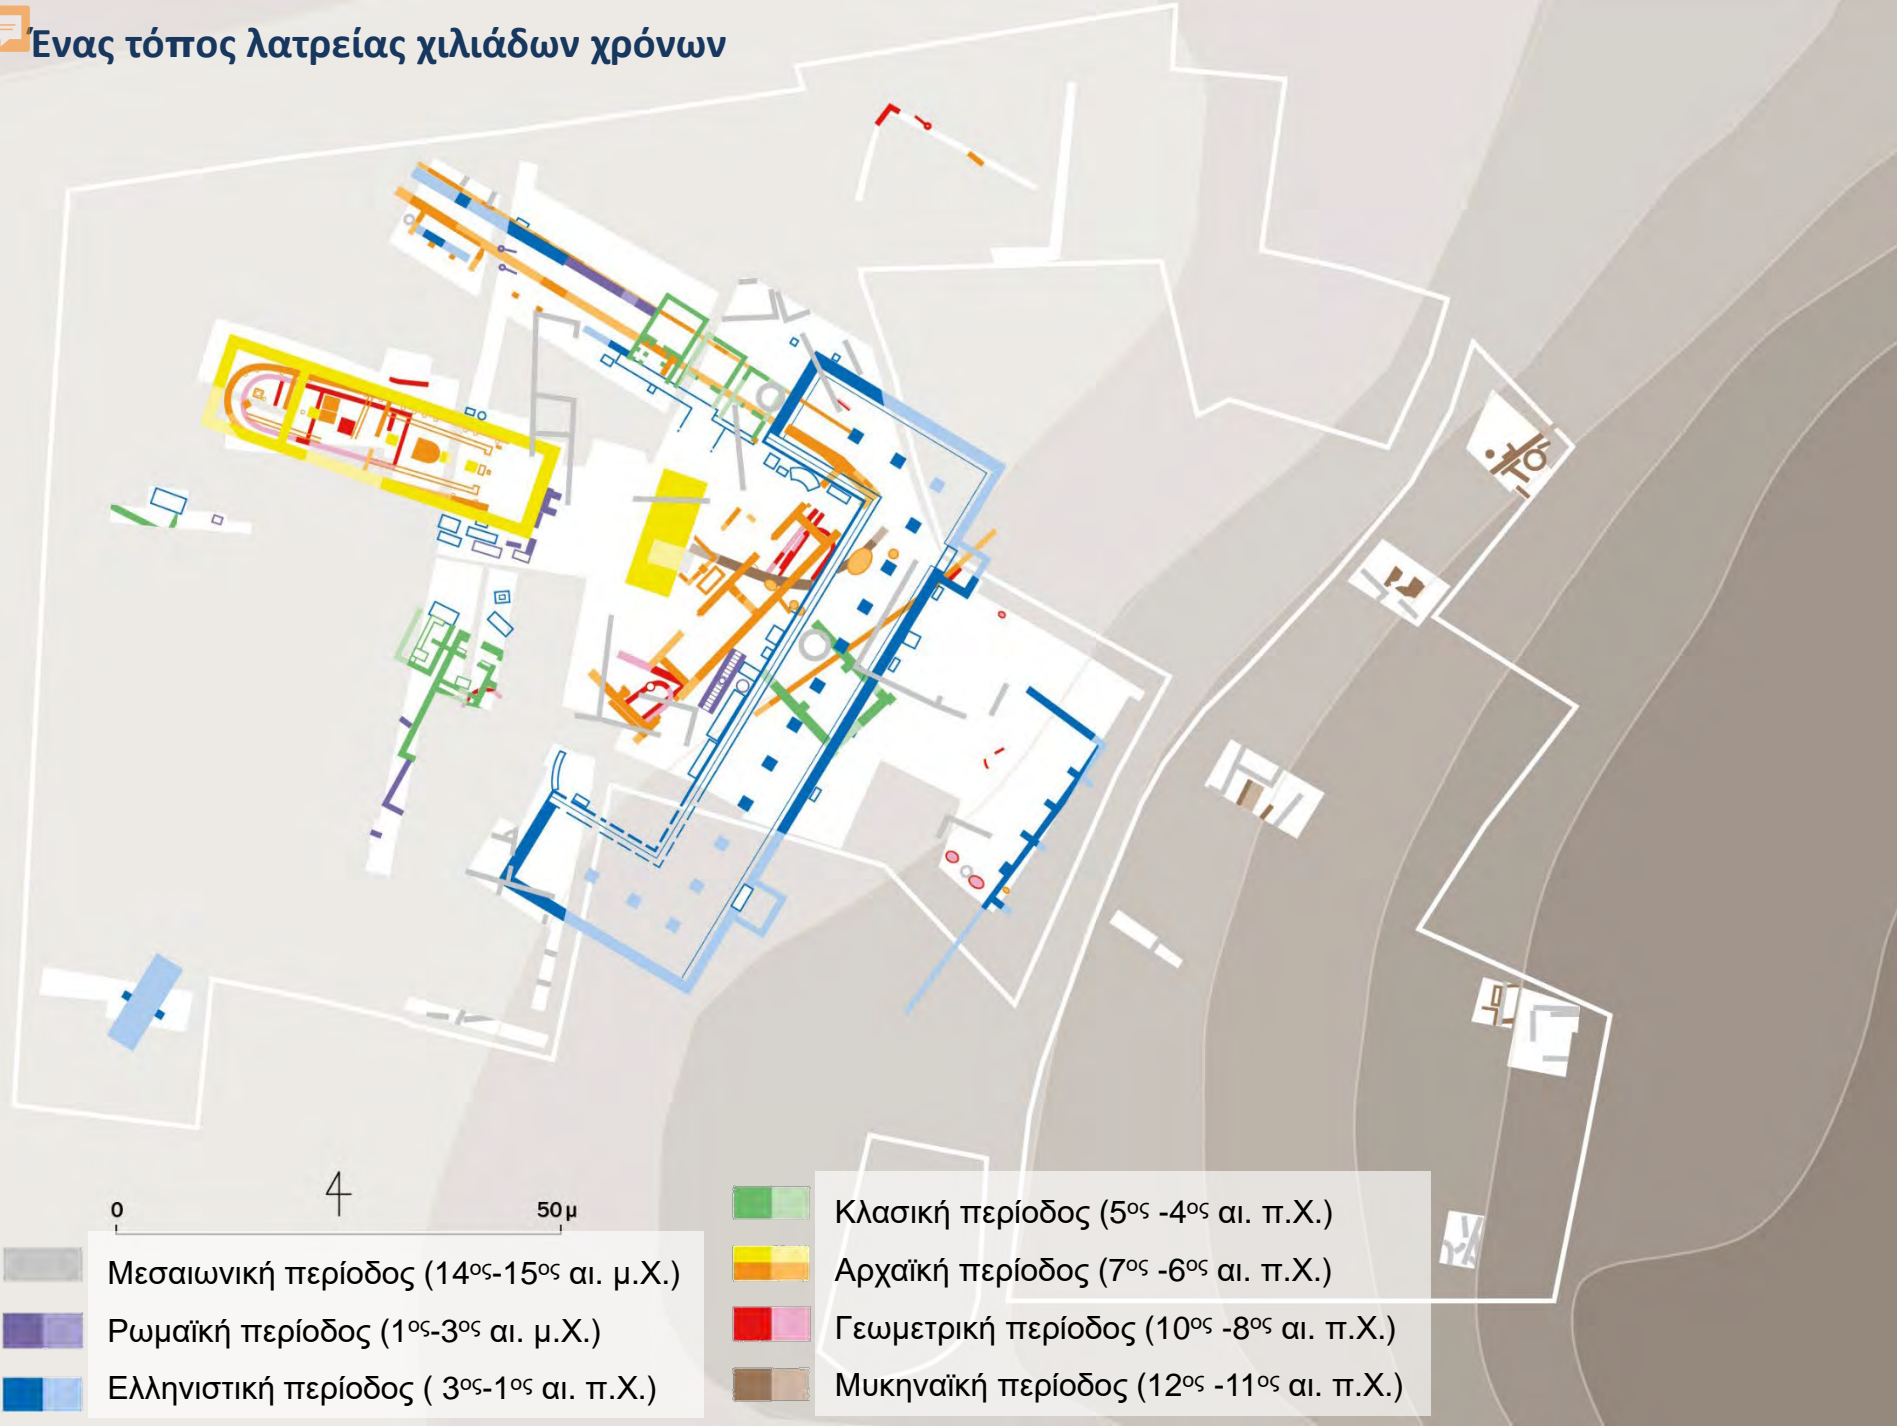 Ένας τόπος λατρείας χιλιάδων χρόνων
0 50μ
Μεσαιωνική περίοδος (14ος-15ος αι. μ.Χ.)
Ρωμαϊκή περίοδος (1ος-3ος αι. μ.Χ.)
Ελληνιστική περίοδος ( 3ος-1ος αι. π.Χ.)
Κλασική περίοδος (5ος -4ος αι. π.Χ.)
Αρχαϊκή περίοδος (7ος -6ος αι. π.Χ.)
Γεωμετρική περίοδος (10ος -8ος αι. π.Χ.)
Μυκηναϊκή περίοδος (12ος -11ος αι. π.Χ.)